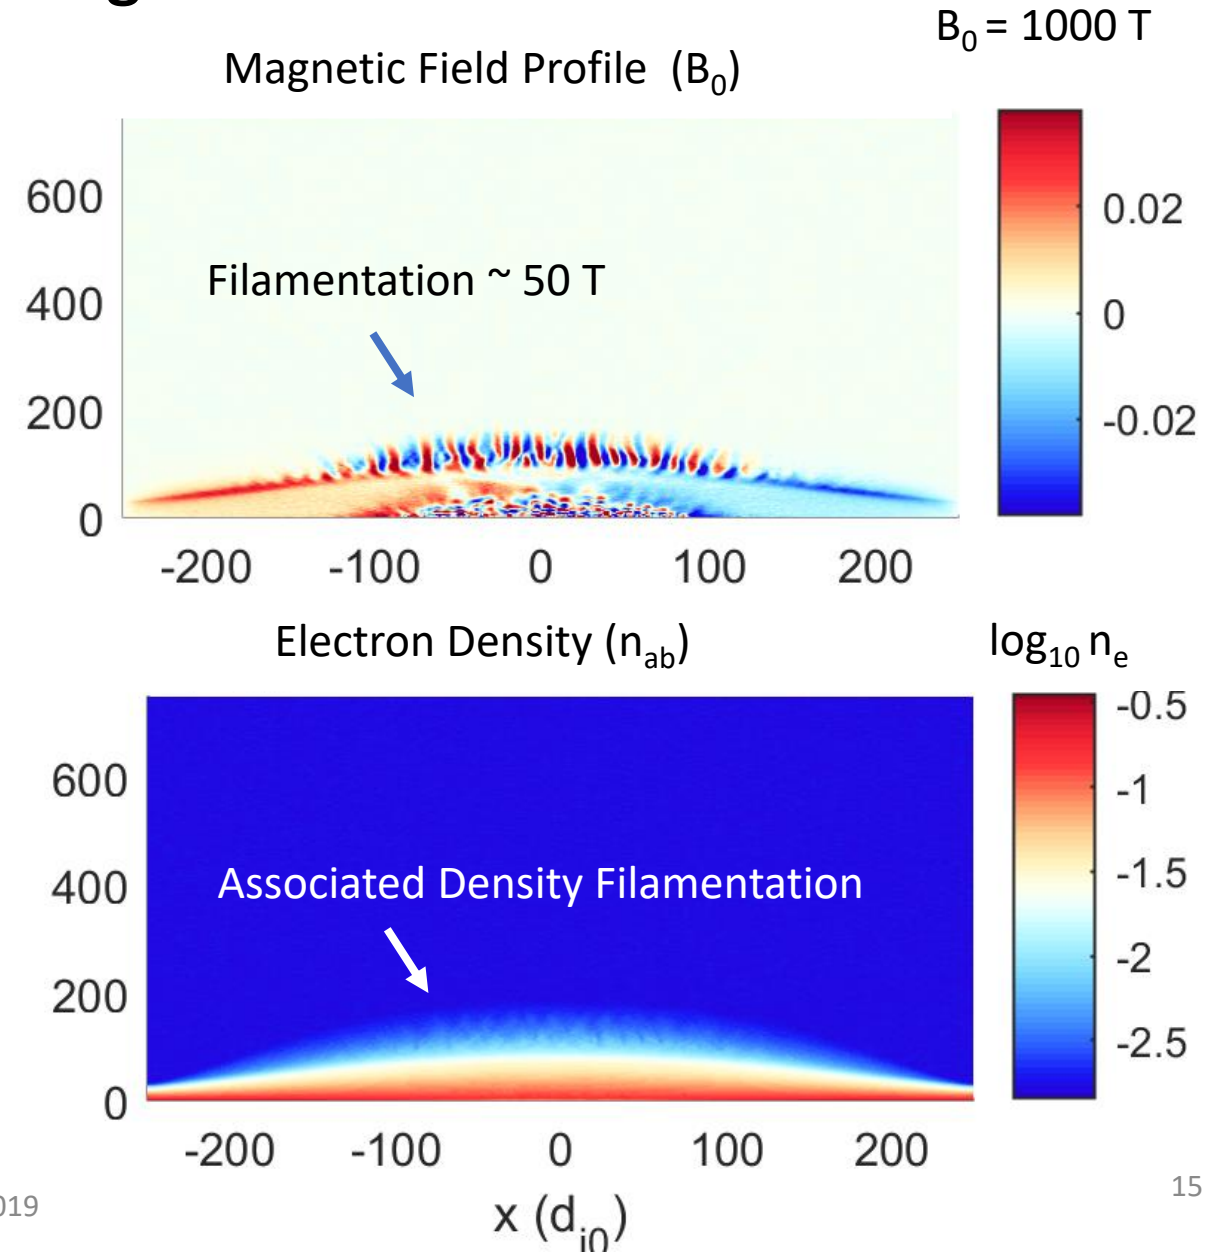 g
B₀ = 1000 T
Magnetic Field Profile (B₀)
600
400
200
0
Filamentation ~ 50 T
-200 -100 0 100 200
0.02
0
-0.02
Electron Density (nₐb)
log₁₀ nₑ
600
400
200
0
Associated Density Filamentation
-200 -100 0 100 200
-0.5
-1
-1.5
-2
-2.5
x (dᵢ₀)
019
15